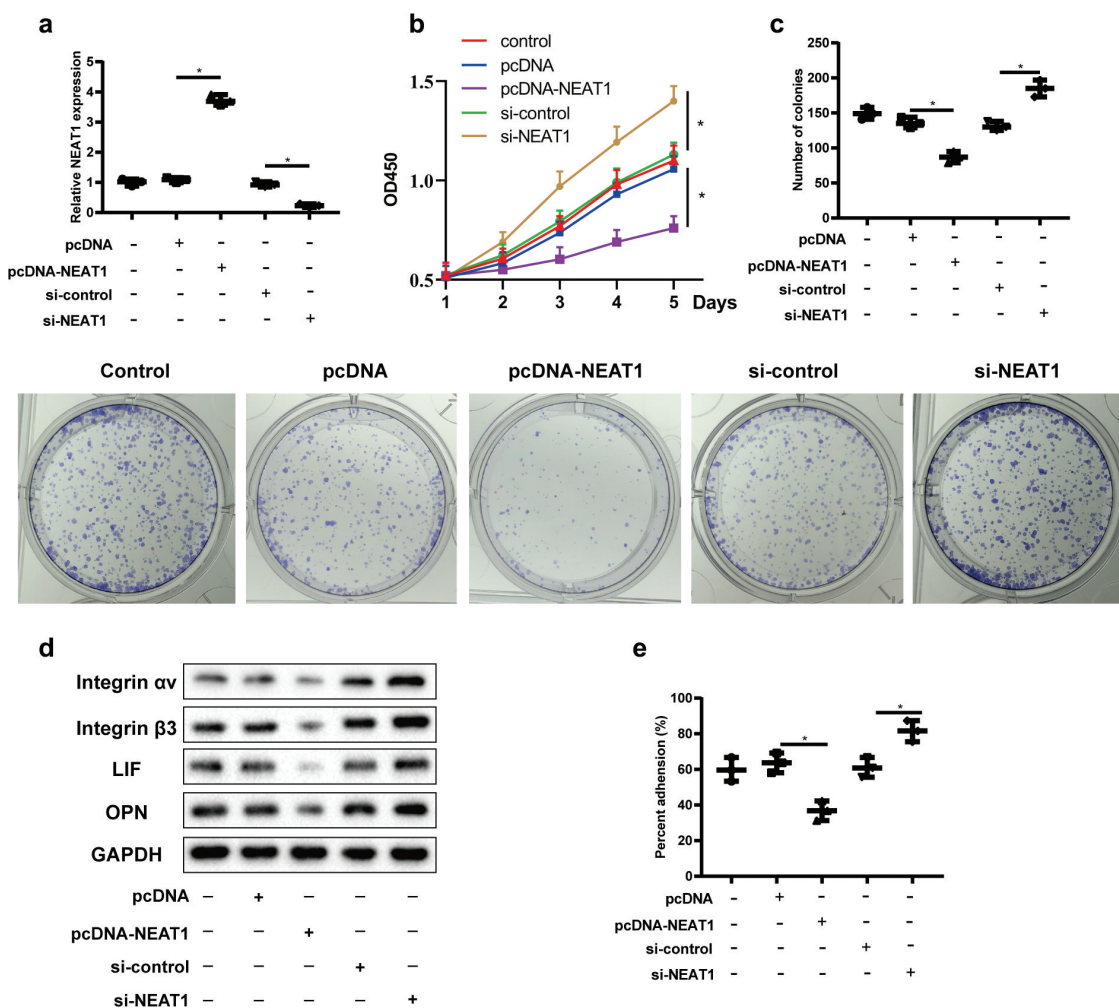 a
Relative NEAT1 expression
5
4
3
2
1
0
*
*
pcDNA - + - - -
pcDNA-NEAT1 - - + - -
si-control - - - + -
si-NEAT1 - - - - +
b
control
pcDNA
pcDNA-NEAT1
si-control
si-NEAT1
OD450
1.5
1.0
0.5
*
*
1 2 3 4 5 Days
c
Number of colonies
250
200
150
100
50
0
*
*
pcDNA - + - - -
pcDNA-NEAT1 - - + - -
si-control - - - + -
si-NEAT1 - - - - +
Control pcDNA pcDNA-NEAT1 si-control si-NEAT1
d
Integrin αv
Integrin β3
LIF
OPN
GAPDH
pcDNA – + – – –
pcDNA-NEAT1 – – + – –
si-control – – – + –
si-NEAT1 – – – – +
e
Percent adhension (%)
100
80
60
40
20
0
*
*
pcDNA - + - - -
pcDNA-NEAT1 - - + - -
si-control - - - + -
si-NEAT1 - - - - +